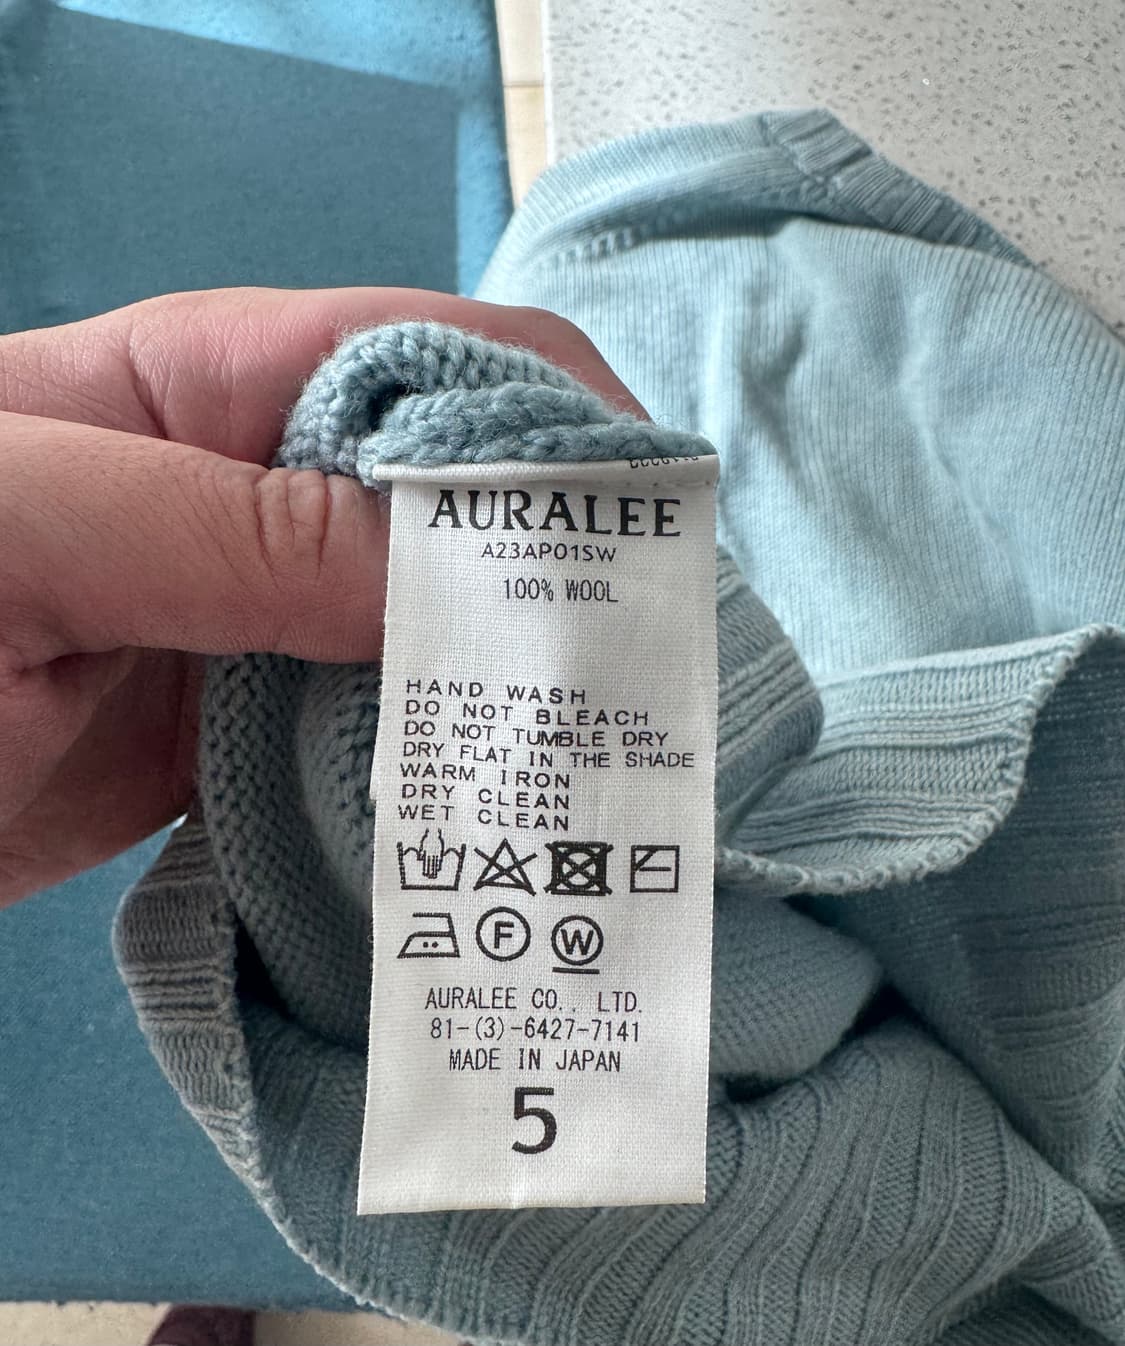 AURALEE
A23AP01SW
100% WOOL
HAND WASH
DO NOT BLEACH
DO NOT TUMBLE DRY
DRY FLAT IN THE SHADE
WARM IRON
DRY CLEAN
WET CLEAN
F W
AURALEE CO., LTD.
81-(3)-6427-7141
MADE IN JAPAN
5